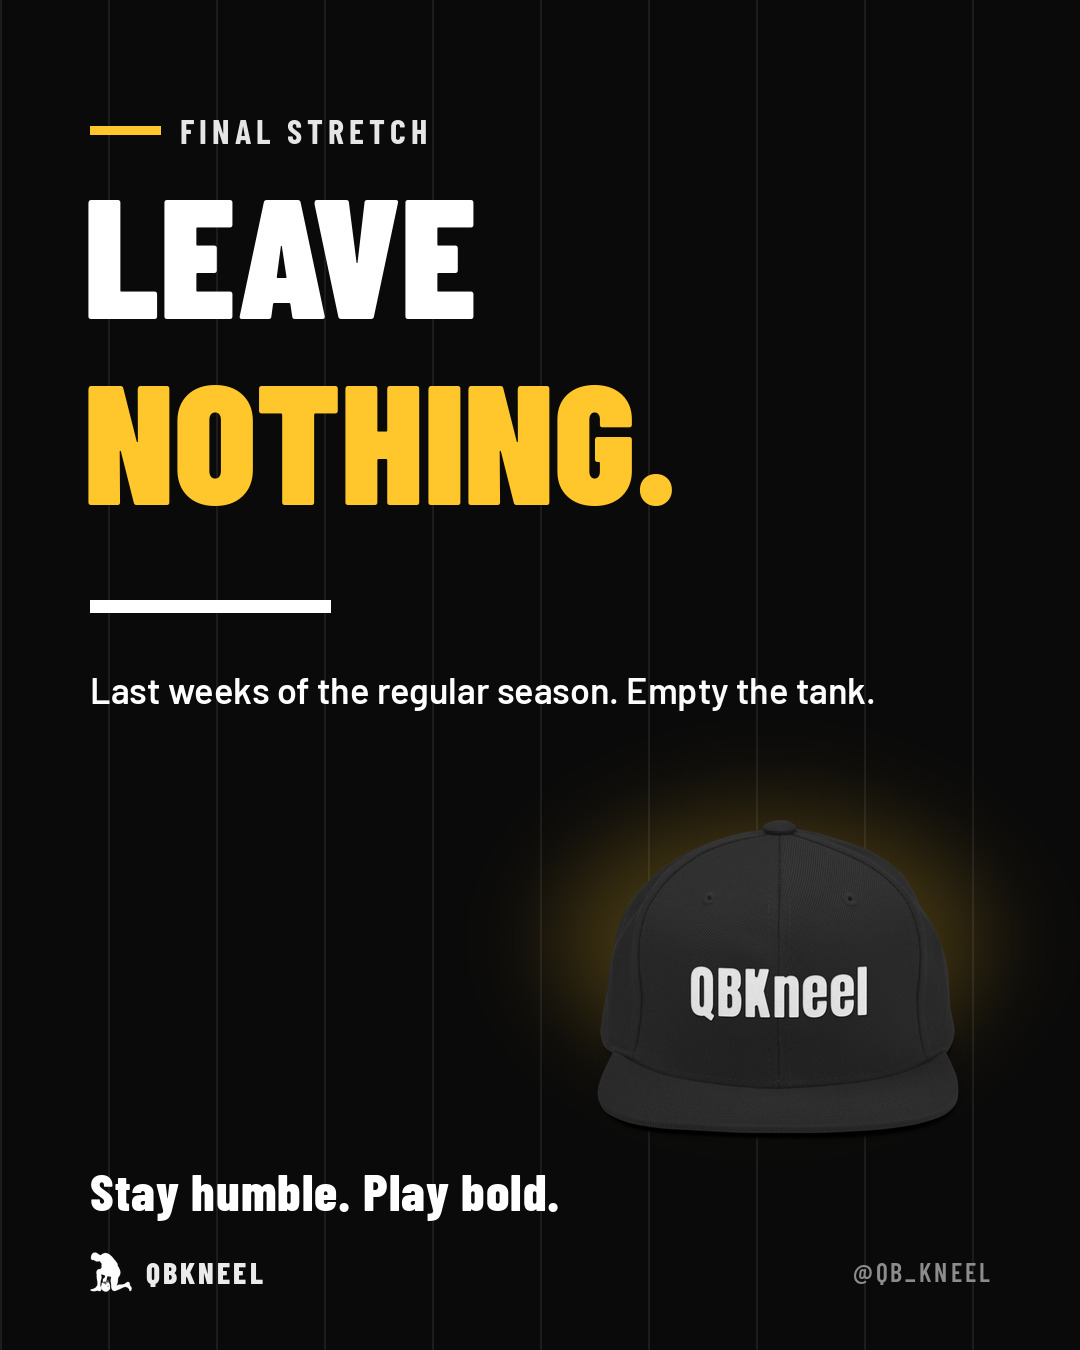 FINAL STRETCH
LEAVE
NOTHING.
Last weeks of the regular season. Empty the tank.
QBKneel
Stay humble. Play bold.
QBKNEEL
@QB_KNEEL